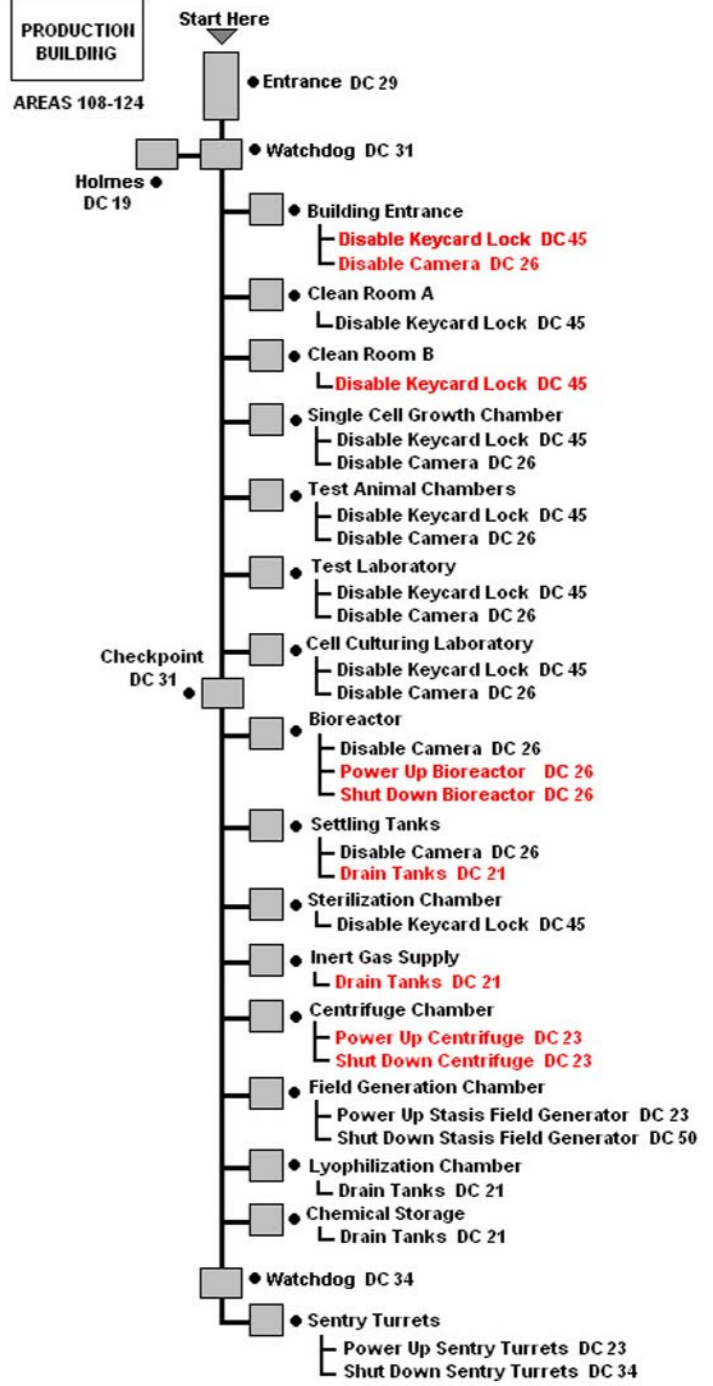 PRODUCTION
BUILDING
Start Here
AREAS 108-124
Entrance DC 29
Watchdog DC 31
Holmes
DC 19
Building Entrance
Disable Keycard Lock DC 45
Disable Camera DC 26
Clean Room A
Disable Keycard Lock DC 45
Clean Room B
Disable Keycard Lock DC 45
Single Cell Growth Chamber
Disable Keycard Lock DC 45
Disable Camera DC 26
Test Animal Chambers
Disable Keycard Lock DC 45
Disable Camera DC 26
Test Laboratory
Disable Keycard Lock DC 45
Disable Camera DC 26
Cell Culturing Laboratory
Disable Keycard Lock DC 45
Disable Camera DC 26
Checkpoint
DC 31
Bioreactor
Disable Camera DC 26
Power Up Bioreactor DC 26
Shut Down Bioreactor DC 26
Settling Tanks
Disable Camera DC 26
Drain Tanks DC 21
Sterilization Chamber
Disable Keycard Lock DC 45
Inert Gas Supply
Drain Tanks DC 21
Centrifuge Chamber
Power Up Centrifuge DC 23
Shut Down Centrifuge DC 23
Field Generation Chamber
Power Up Stasis Field Generator DC 23
Shut Down Stasis Field Generator DC 50
Lyophilization Chamber
Drain Tanks DC 21
Chemical Storage
Drain Tanks DC 21
Watchdog DC 34
Sentry Turrets
Power Up Sentry Turrets DC 23
Shut Down Sentry Turrets DC 34